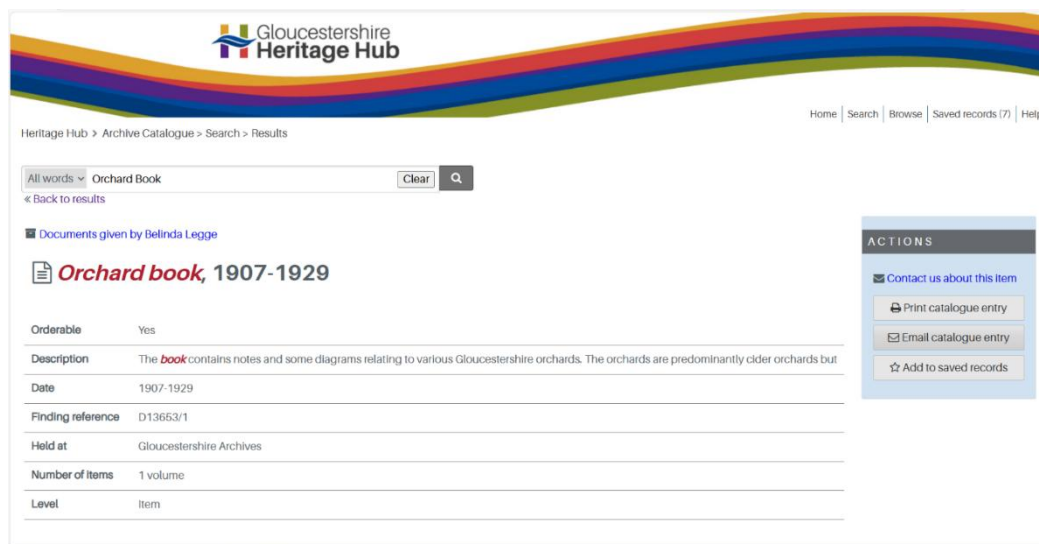 Gloucestershire
Heritage Hub
Home | Search | Browse | Saved records (7) | Help
Heritage Hub > Archive Catalogue > Search > Results
All words Orchard Book Clear
« Back to results
Documents given by Belinda Legge
Orchard book, 1907-1929
Orderable Yes
Description The book contains notes and some diagrams relating to various Gloucestershire orchards. The orchards are predominantly cider orchards but
Date 1907-1929
Finding reference D13653/1
Held at Gloucestershire Archives
Number of items 1 volume
Level Item
ACTIONS
Contact us about this item
Print catalogue entry
Email catalogue entry
Add to saved records